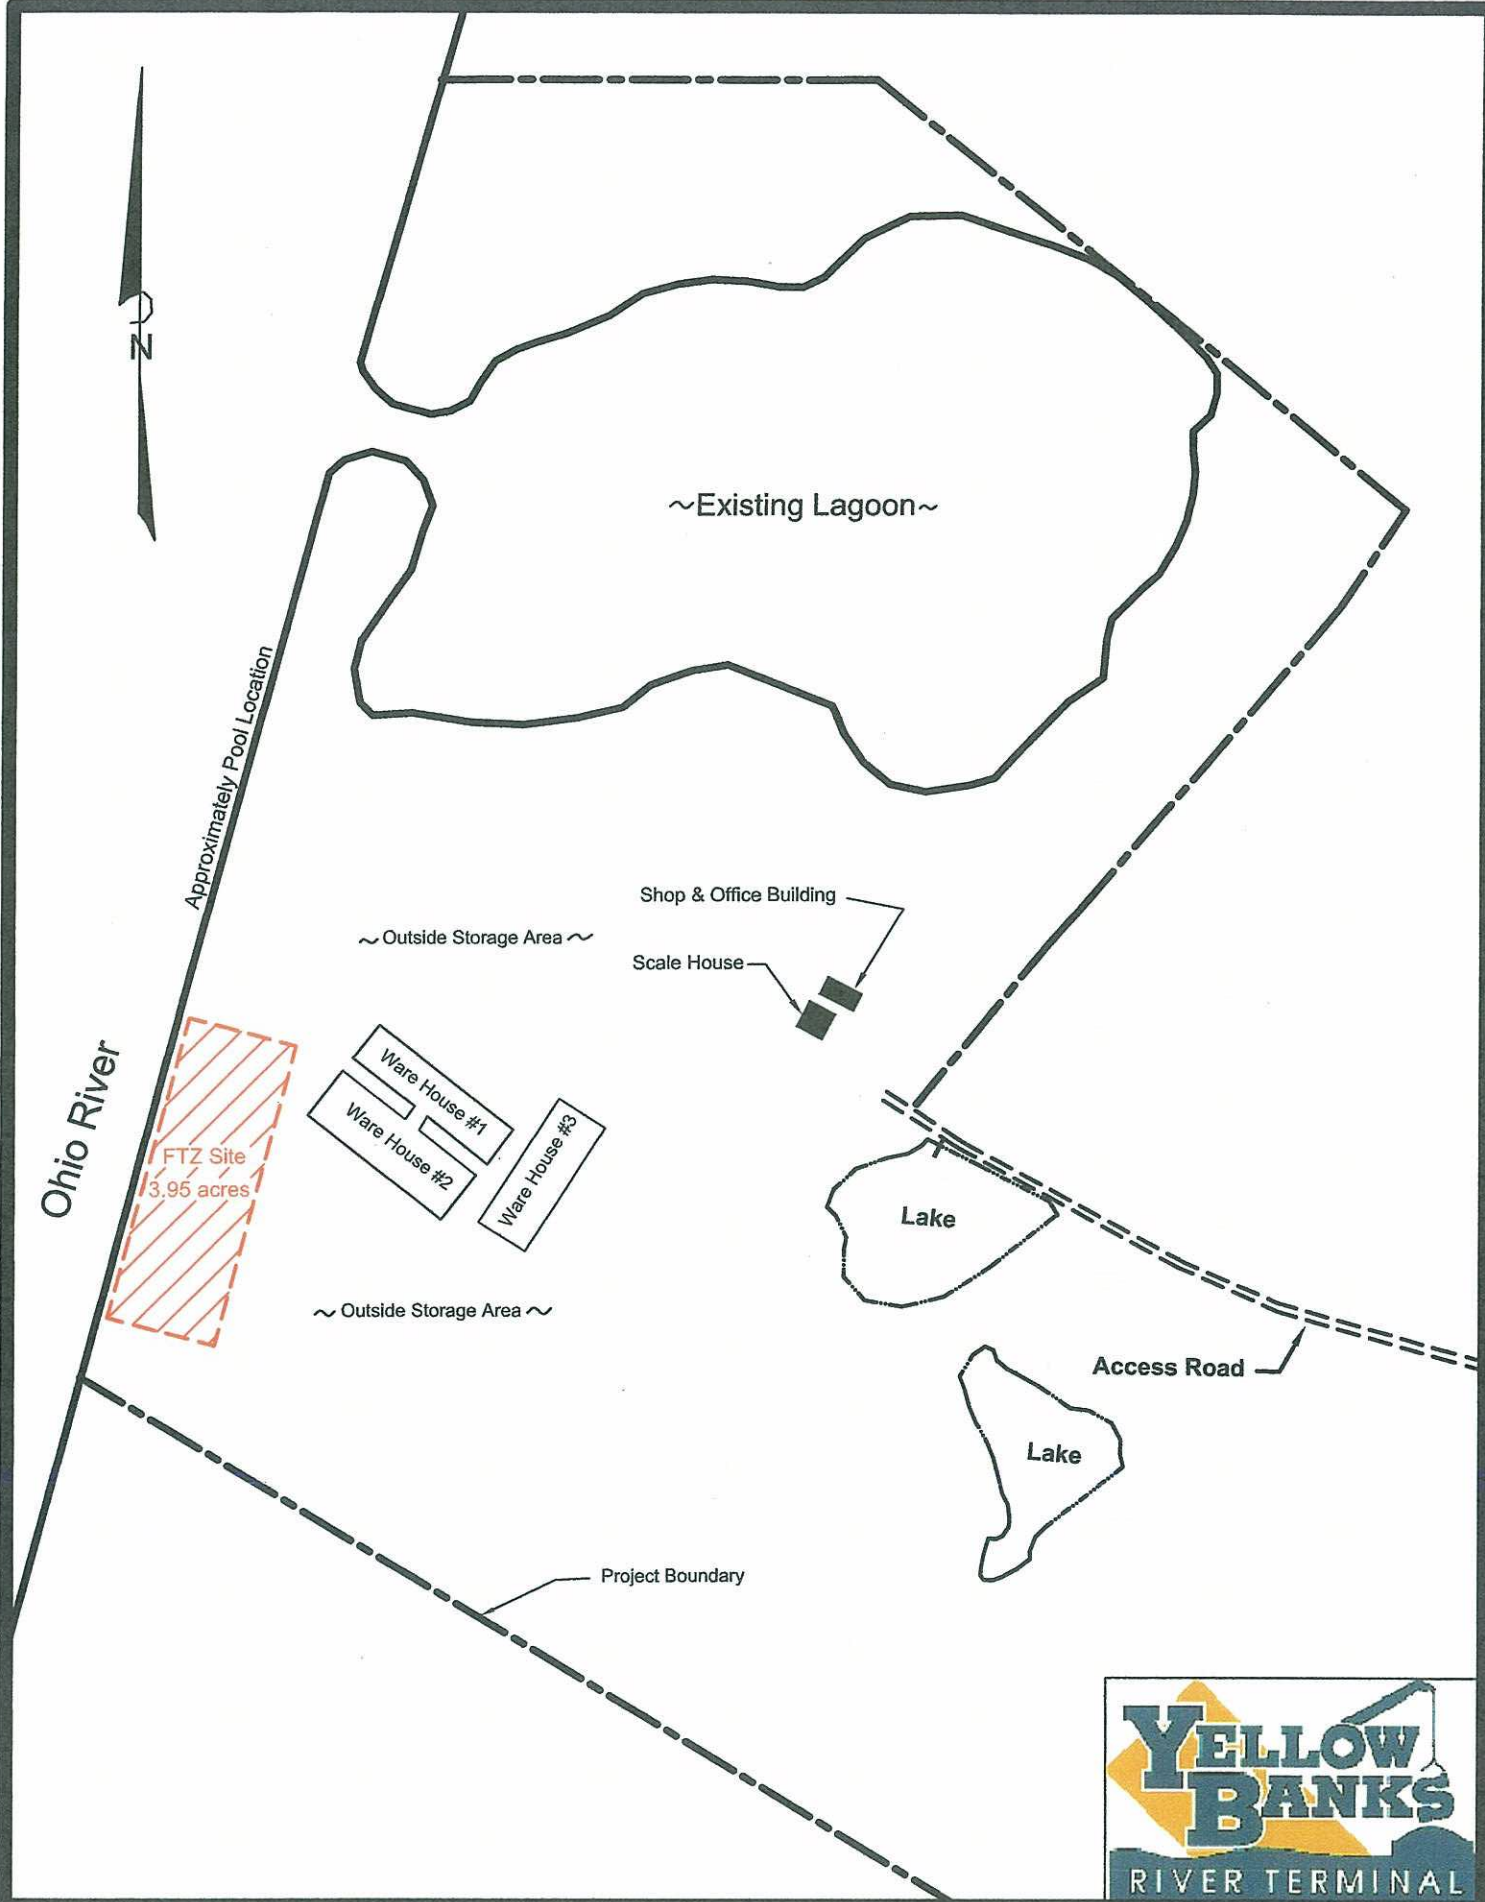 N
~Existing Lagoon~
Approximately Pool Location
Shop & Office Building
~Outside Storage Area~
Scale House
Ohio River
Ware House #1
Ware House #2
Ware House #3
FTZ Site
3.95 acres
Lake
~Outside Storage Area~
Access Road
Lake
Project Boundary
YELLOW
BANKS
RIVER TERMINAL